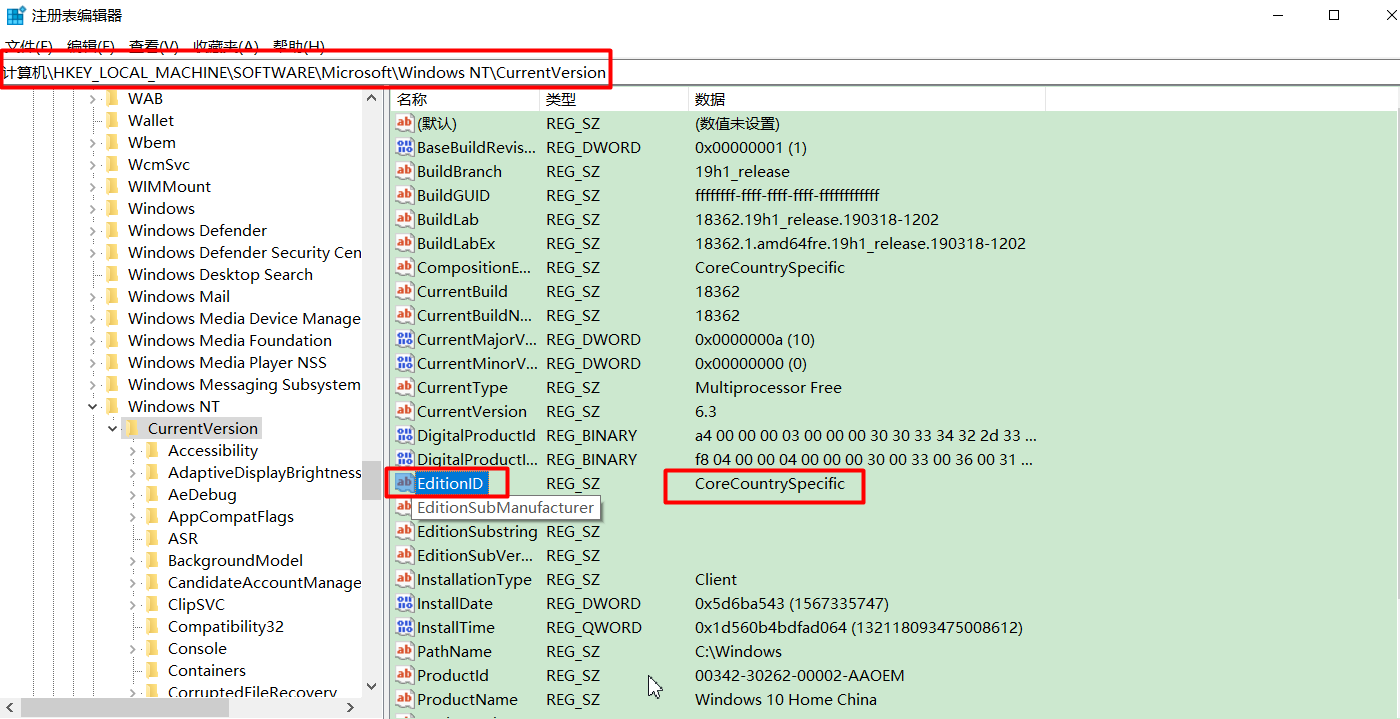 注册表编辑器
文件(F) 编辑(E) 查看(V) 收藏夹(A) 帮助(H)
计算机\HKEY_LOCAL_MACHINE\SOFTWARE\Microsoft\Windows NT\CurrentVersion
WAB
Wallet
Wbem
WcmSvc
WIMMount
Windows
Windows Defender
Windows Defender Security Cen
Windows Desktop Search
Windows Mail
Windows Media Device Manage
Windows Media Foundation
Windows Media Player NSS
Windows Messaging Subsystem
Windows NT
CurrentVersion
Accessibility
AdaptiveDisplayBrightness
AeDebug
AppCompatFlags
ASR
BackgroundModel
CandidateAccountManage
ClipSVC
Compatibility32
Console
Containers
CorruptedFileRecovery
名称 类型 数据
(默认) REG_SZ (数值未设置)
BaseBuildRevis... REG_DWORD 0x00000001 (1)
BuildBranch REG_SZ 19h1_release
BuildGUID REG_SZ ffffffff-ffff-ffff-ffff-ffffffffffff
BuildLab REG_SZ 18362.19h1_release.190318-1202
BuildLabEx REG_SZ 18362.1.amd64fre.19h1_release.190318-1202
CompositionE... REG_SZ CoreCountrySpecific
CurrentBuild REG_SZ 18362
CurrentBuildN... REG_SZ 18362
CurrentMajorV... REG_DWORD 0x0000000a (10)
CurrentMinorV... REG_DWORD 0x00000000 (0)
CurrentType REG_SZ Multiprocessor Free
CurrentVersion REG_SZ 6.3
DigitalProductId REG_BINARY a4 00 00 00 03 00 00 00 30 30 33 34 32 2d 33 ...
DigitalProductI... REG_BINARY f8 04 00 00 04 00 00 00 30 00 33 00 36 00 31 ...
EditionID REG_SZ CoreCountrySpecific
EditionSubManufacturer
EditionSubstring REG_SZ
EditionSubVer... REG_SZ
InstallationType REG_SZ Client
InstallDate REG_DWORD 0x5d6ba543 (1567335747)
InstallTime REG_QWORD 0x1d560b4bdfad064 (132118093475008612)
PathName REG_SZ C:\Windows
ProductId REG_SZ 00342-30262-00002-AAOEM
ProductName REG_SZ Windows 10 Home China